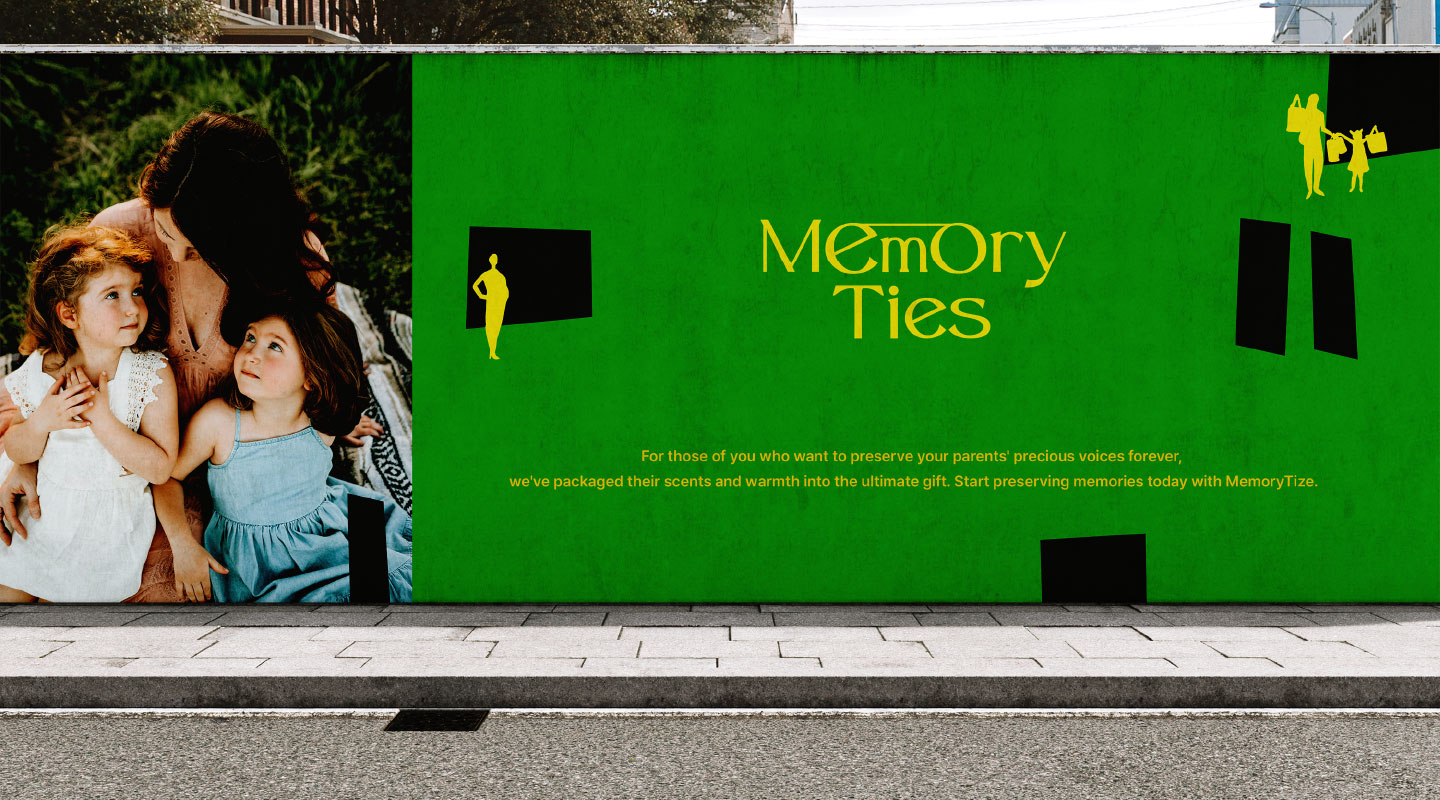 Memory
Ties
For those of you who want to preserve your parents' precious voices forever,
we've packaged their scents and warmth into the ultimate gift. Start preserving memories today with MemoryTize.